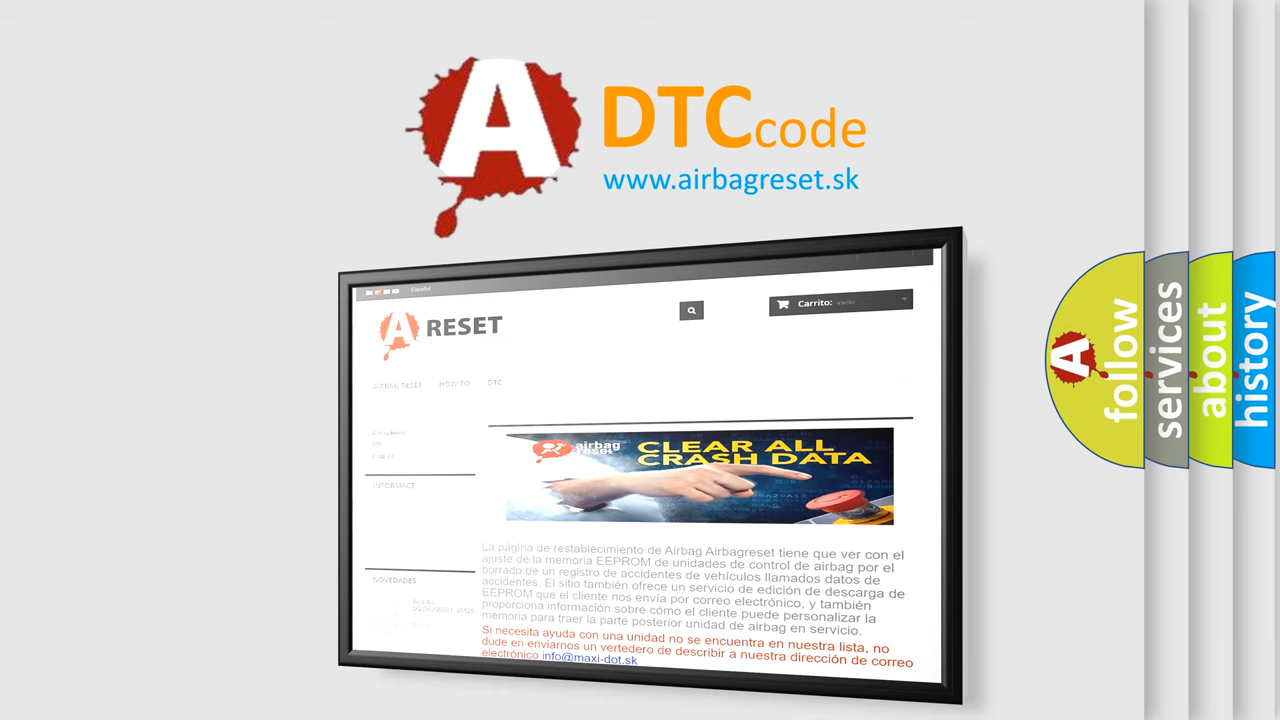 A DTC code
www.airbagreset.sk
Español
A RESET
Carrito: vacío
AIRBAG RESET HOW TO DTC
INFORMACE
NOVEDADES
airbag
reset
CLEAR ALL
CRASH DATA
La página de restablecimiento de Airbag Airbagreset tiene que ver con el
ajuste de la memoria EEPROM de unidades de control de airbag por el
borrado de un registro de accidentes de vehículos llamados datos de
accidentes. El sitio también ofrece un servicio de edición de descarga de
EEPROM que el cliente nos envía por correo electrónico, y también
proporciona información sobre cómo el cliente puede personalizar la
memoria para traer la parte posterior unidad de airbag en servicio.
Si necesita ayuda con una unidad no se encuentra en nuestra lista, no
dude en enviarnos un vertedero de describir a nuestra dirección de correo
electrónico info@maxi-dot.sk
A
follow
services
about
history